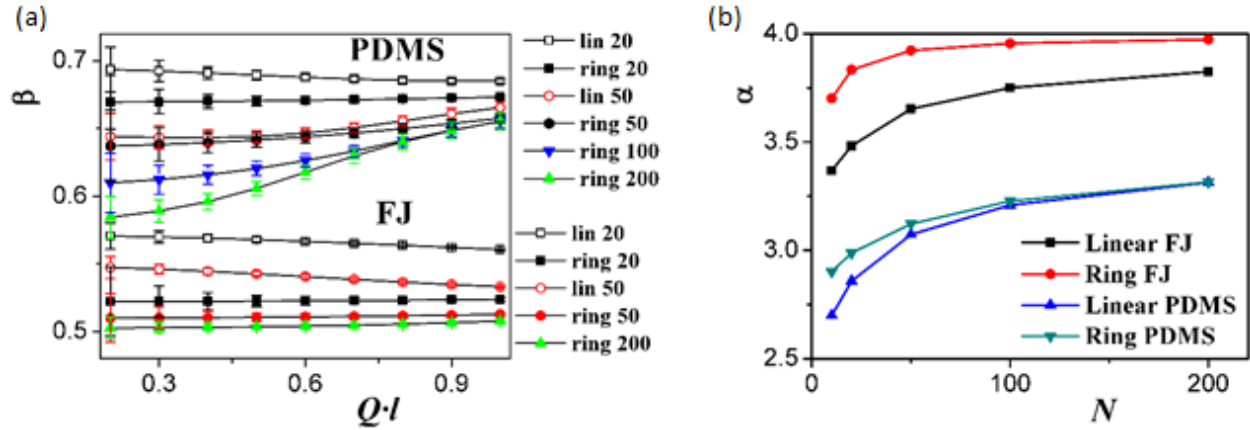 (a)
β
0.7
0.6
0.5
PDMS
FJ
0.3
0.6
0.9
Q·l
lin 20
ring 20
lin 50
ring 50
ring 100
ring 200
lin 20
ring 20
lin 50
ring 50
ring 200
(b)
α
4.0
3.5
3.0
2.5
0
100
200
N
Linear FJ
Ring FJ
Linear PDMS
Ring PDMS